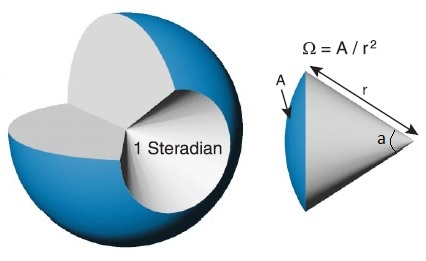 1 Steradian
Ω = A / r²
A
r
a